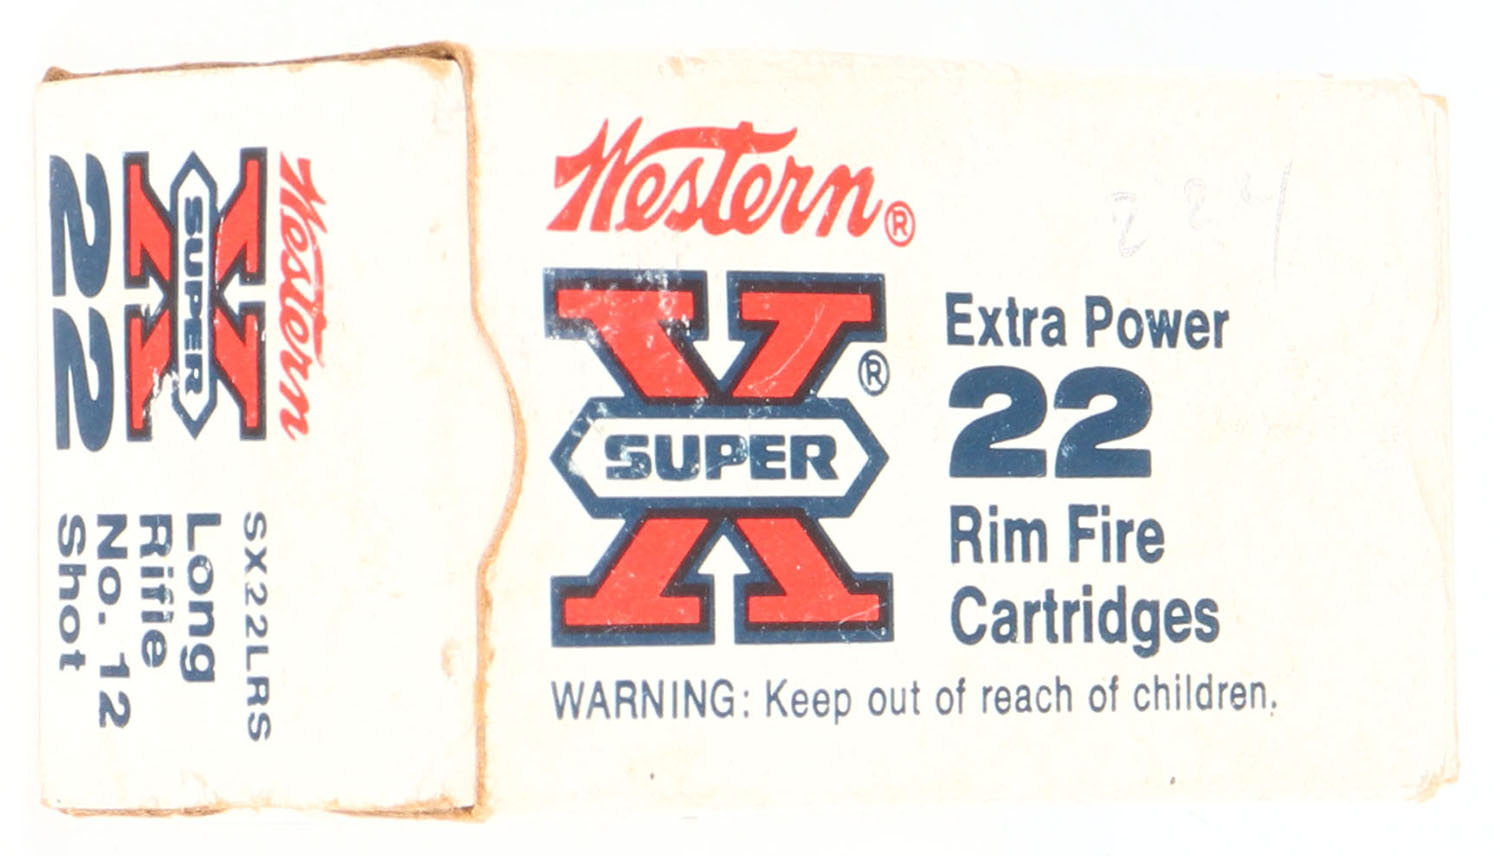 Western®
X®
SUPER
Extra Power
22
Rim Fire
Cartridges
WARNING: Keep out of reach of children.
Western
X
SUPER
22
SX22LRS
Long
Rifle
No. 12
Shot